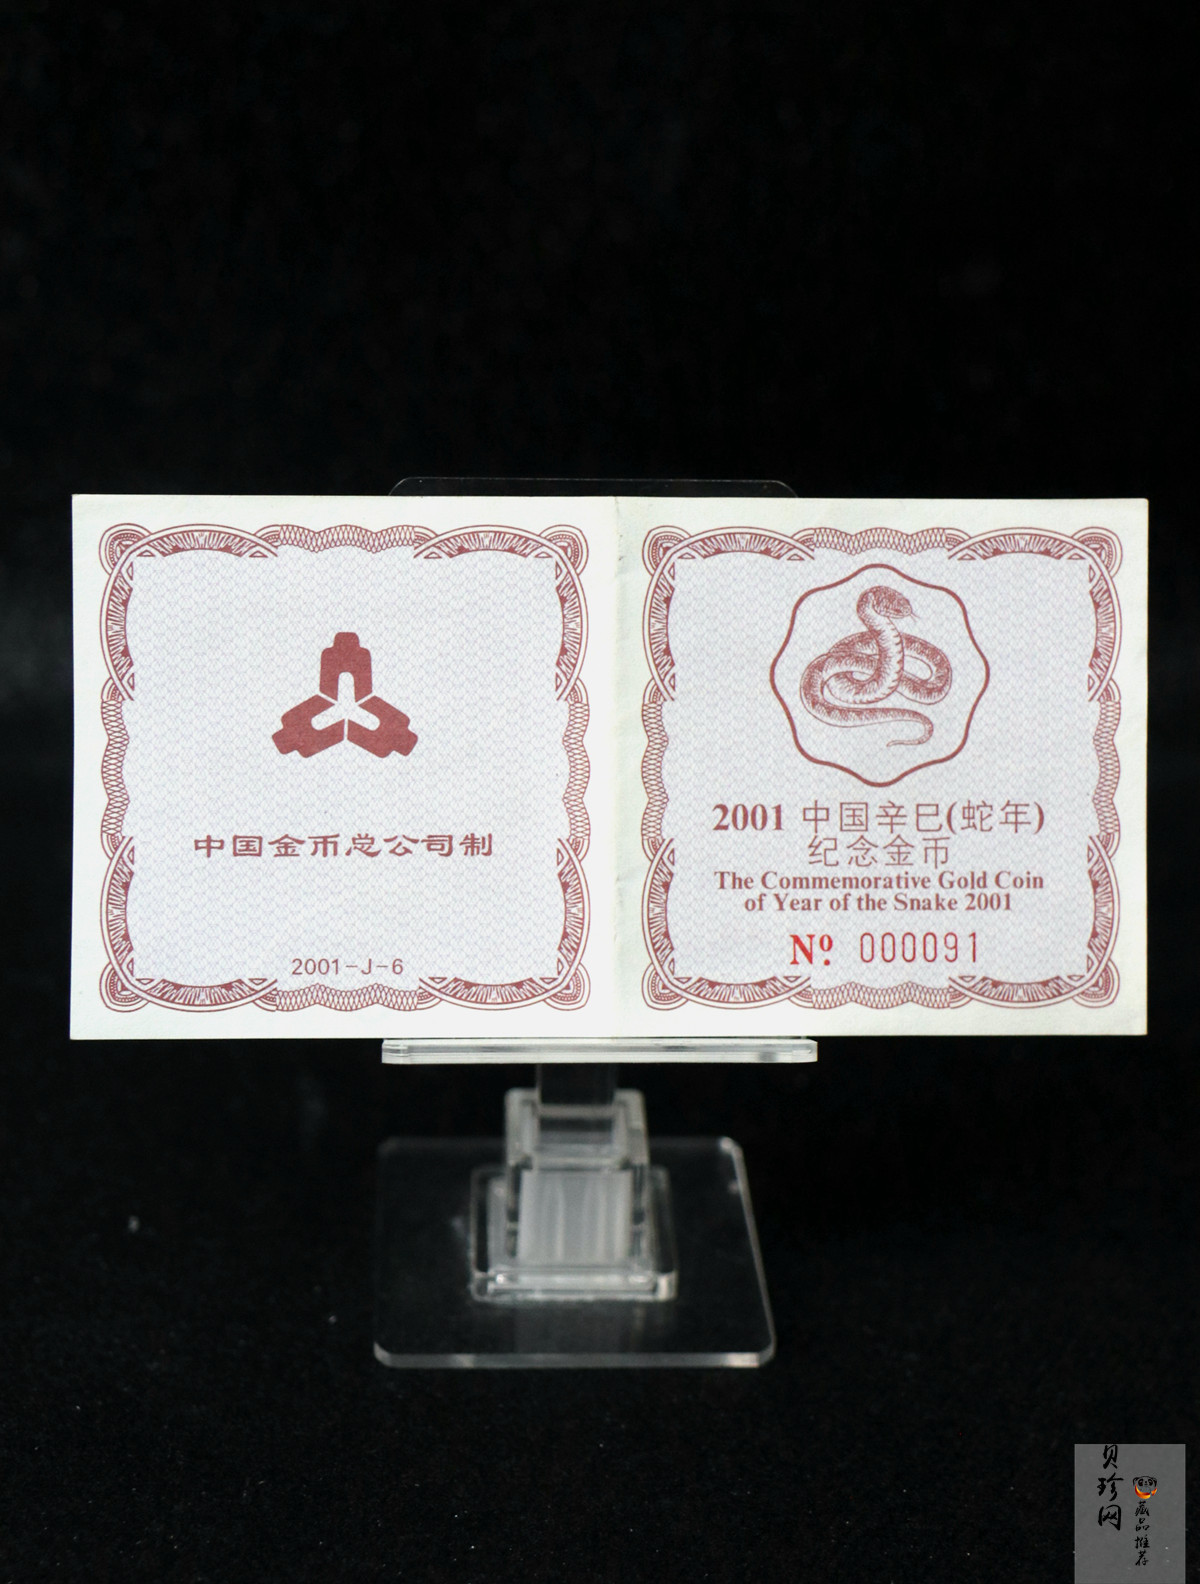 中国金币总公司制
2001-J-6
2001 中国辛巳(蛇年)
纪念金币
The Commemorative Gold Coin
of Year of the Snake 2001
Nº. 000091
贝珍网
藏品推荐